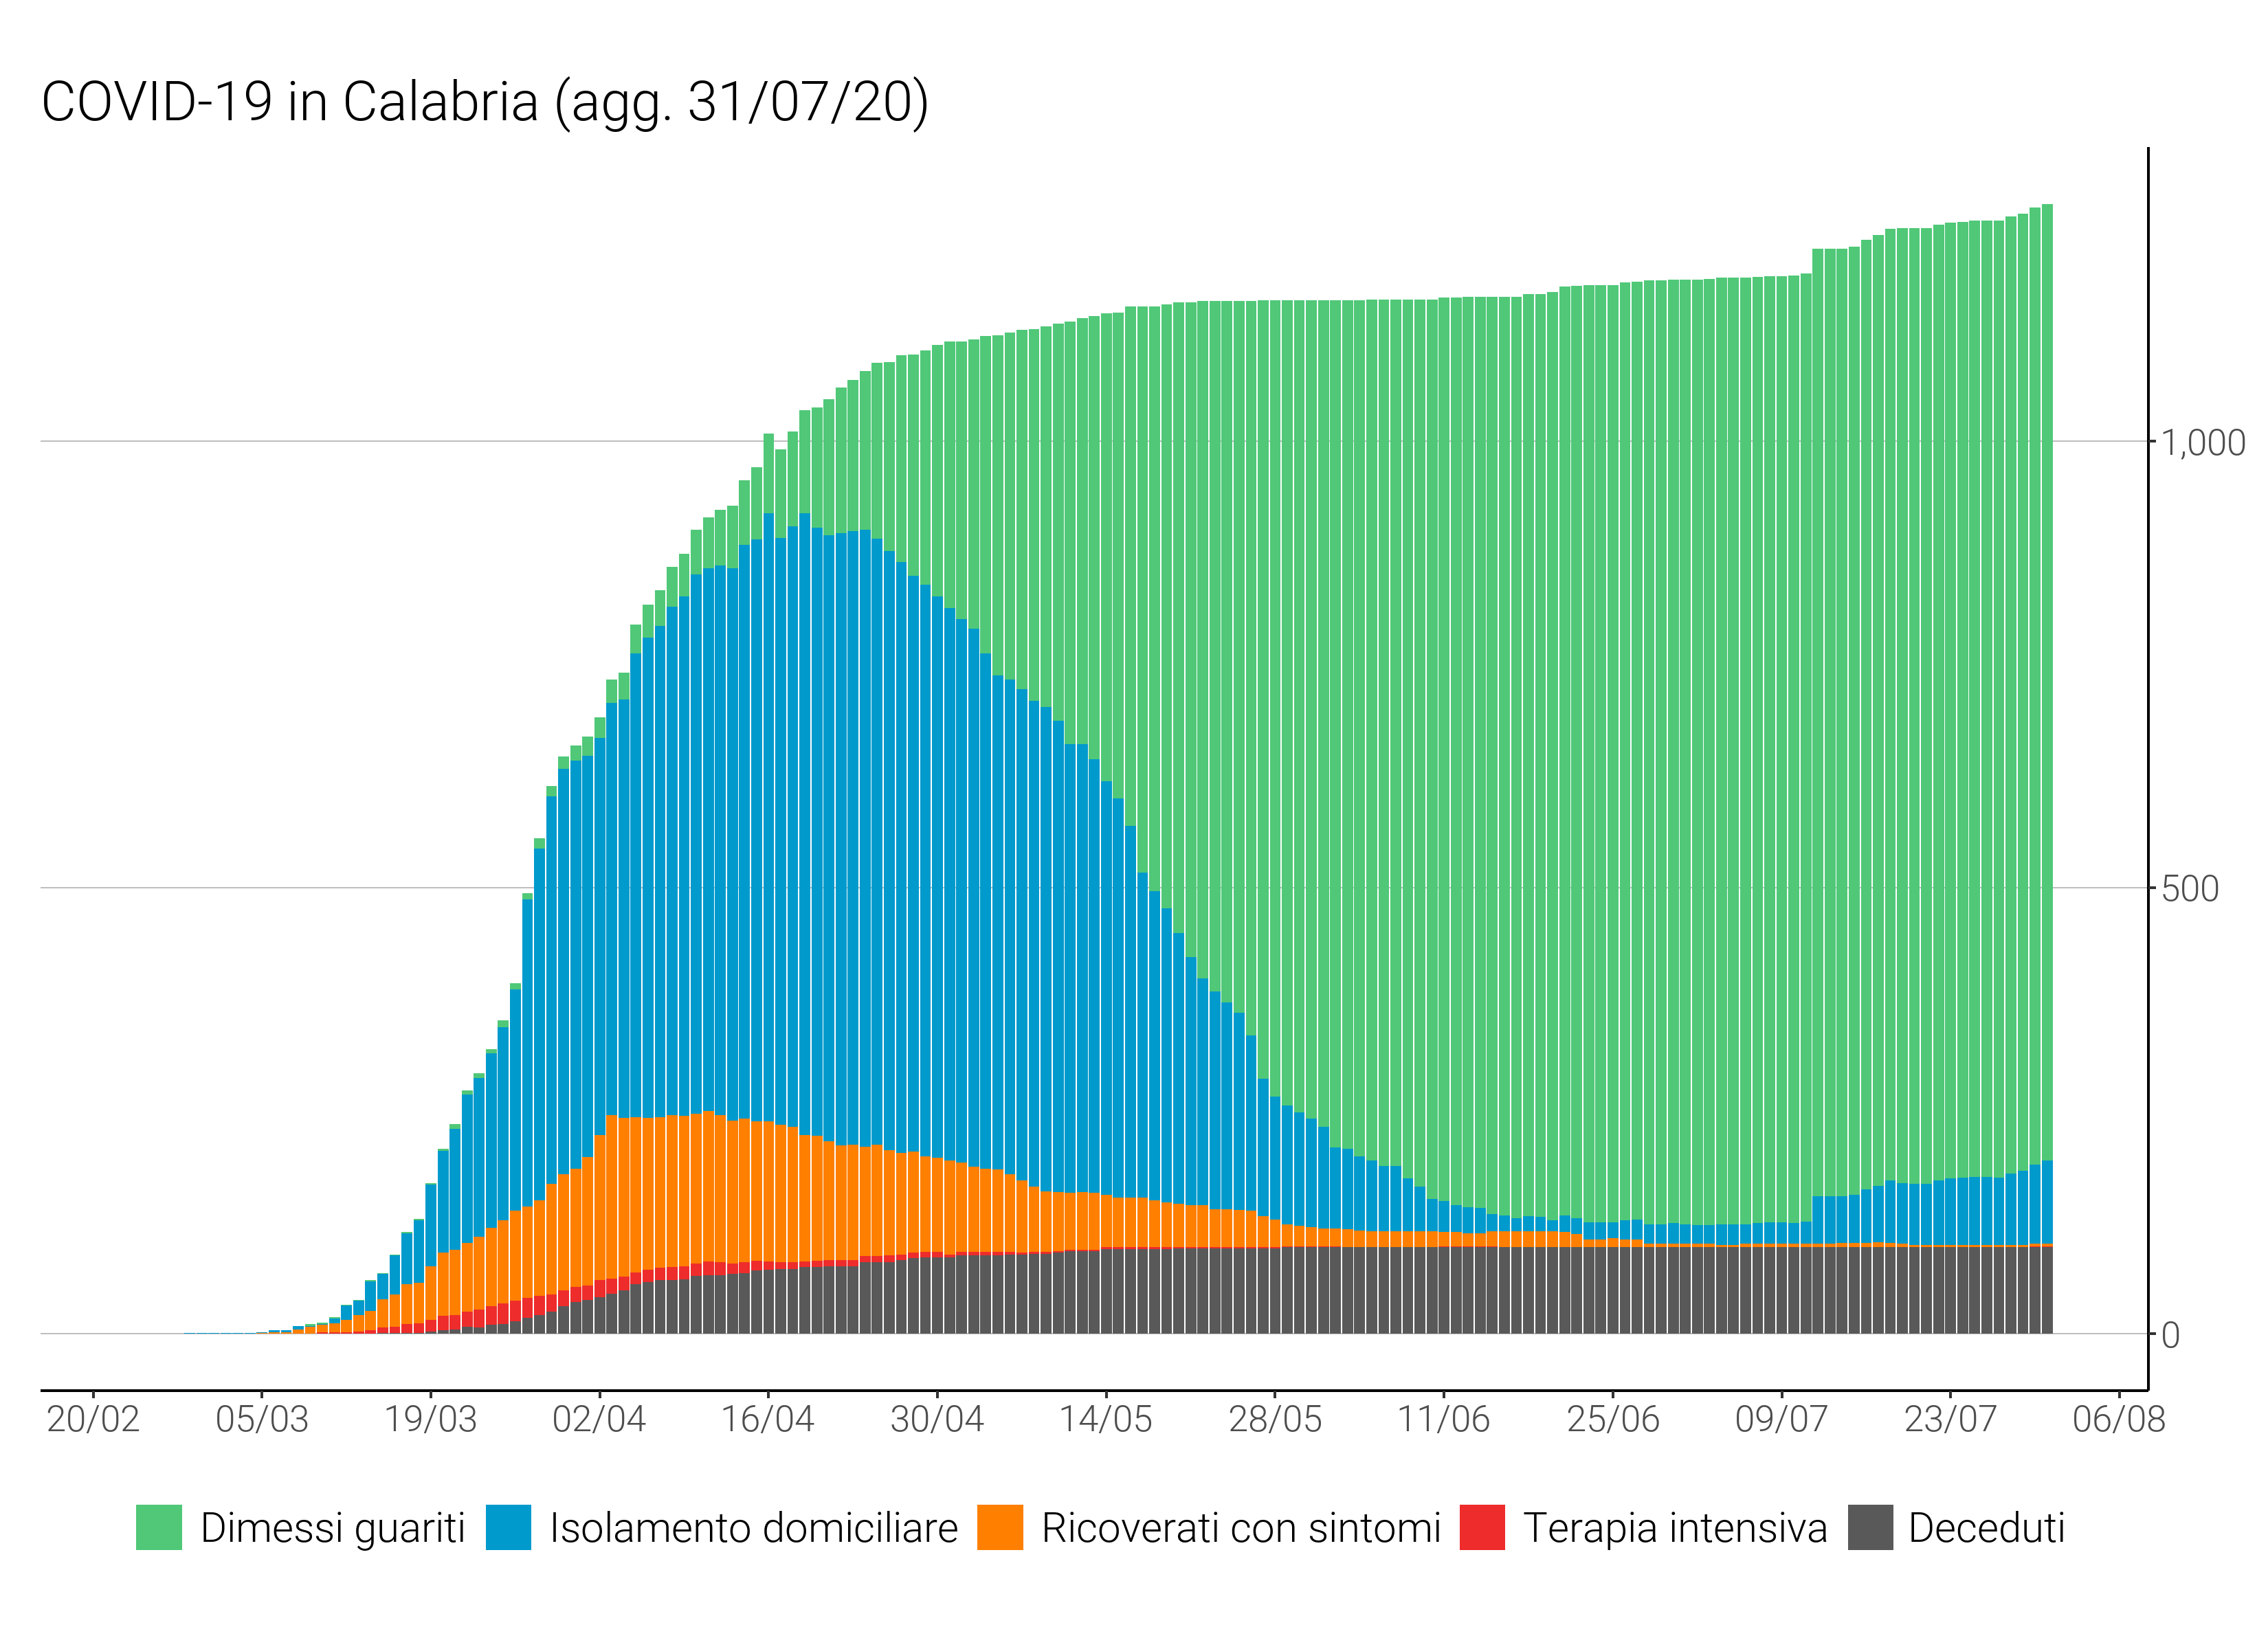 COVID-19 in Calabria (agg. 31/07/20)
1,000
500
0
20/02 05/03 19/03 02/04 16/04 30/04 14/05 28/05 11/06 25/06 09/07 23/07 06/08
Dimessi guariti Isolamento domiciliare Ricoverati con sintomi Terapia intensiva Deceduti